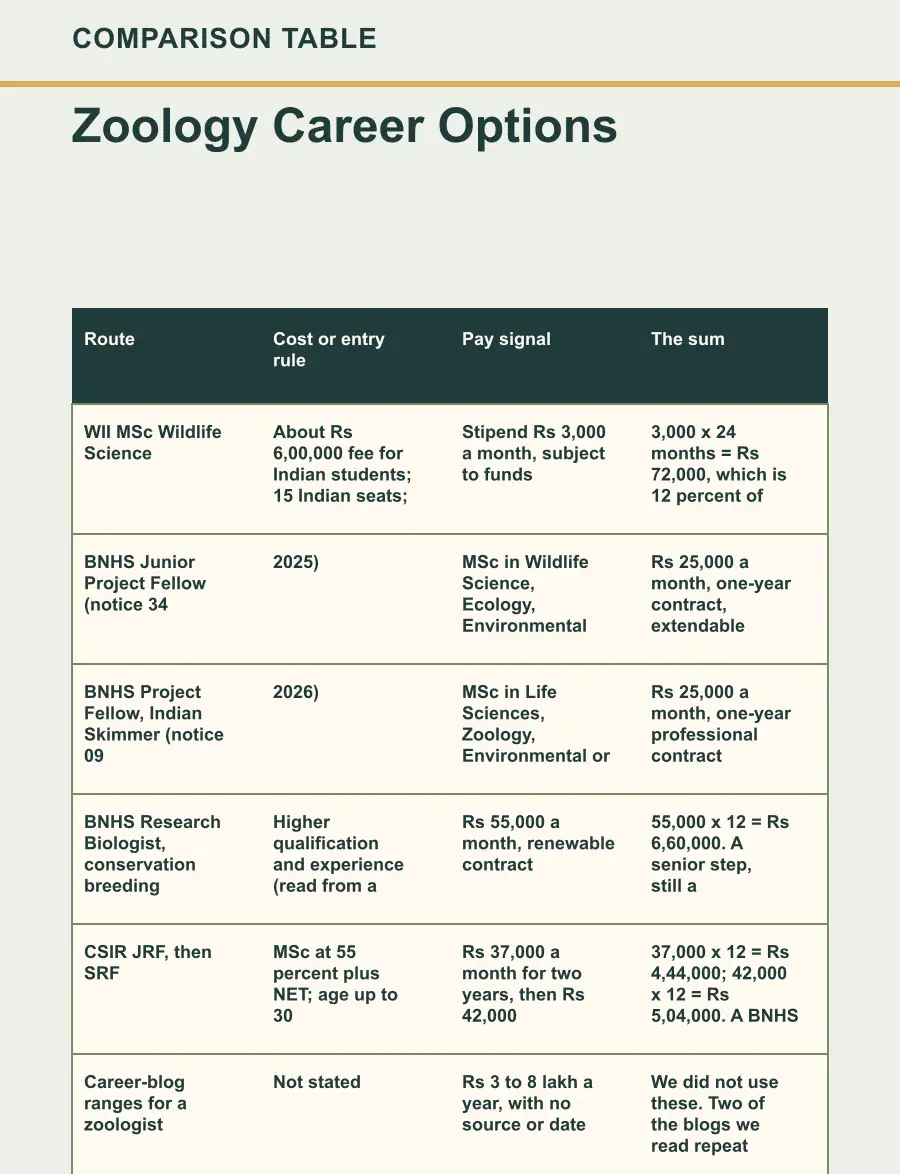 COMPARISON TABLE
Zoology Career Options
Route
Cost or entry
rule
Pay signal
The sum
WII MSc Wildlife
Science
About Rs
6,00,000 fee for
Indian students;
15 Indian seats;
Stipend Rs 3,000
a month, subject
to funds
3,000 x 24
months = Rs
72,000, which is
12 percent of
BNHS Junior
Project Fellow
(notice 34
2025)
MSc in Wildlife
Science,
Ecology,
Environmental
Rs 25,000 a
month, one-year
contract,
extendable
BNHS Project
Fellow, Indian
Skimmer (notice
09
2026)
MSc in Life
Sciences,
Zoology,
Environmental or
Rs 25,000 a
month, one-year
professional
contract
BNHS Research
Biologist,
conservation
breeding
Higher
qualification
and experience
(read from a
Rs 55,000 a
month, renewable
contract
55,000 x 12 = Rs
6,60,000. A
senior step,
still a
CSIR JRF, then
SRF
MSc at 55
percent plus
NET; age up to
30
Rs 37,000 a
month for two
years, then Rs
42,000
37,000 x 12 = Rs
4,44,000; 42,000
x 12 = Rs
5,04,000. A BNHS
Career-blog
ranges for a
zoologist
Not stated
Rs 3 to 8 lakh a
year, with no
source or date
We did not use
these. Two of
the blogs we
read repeat